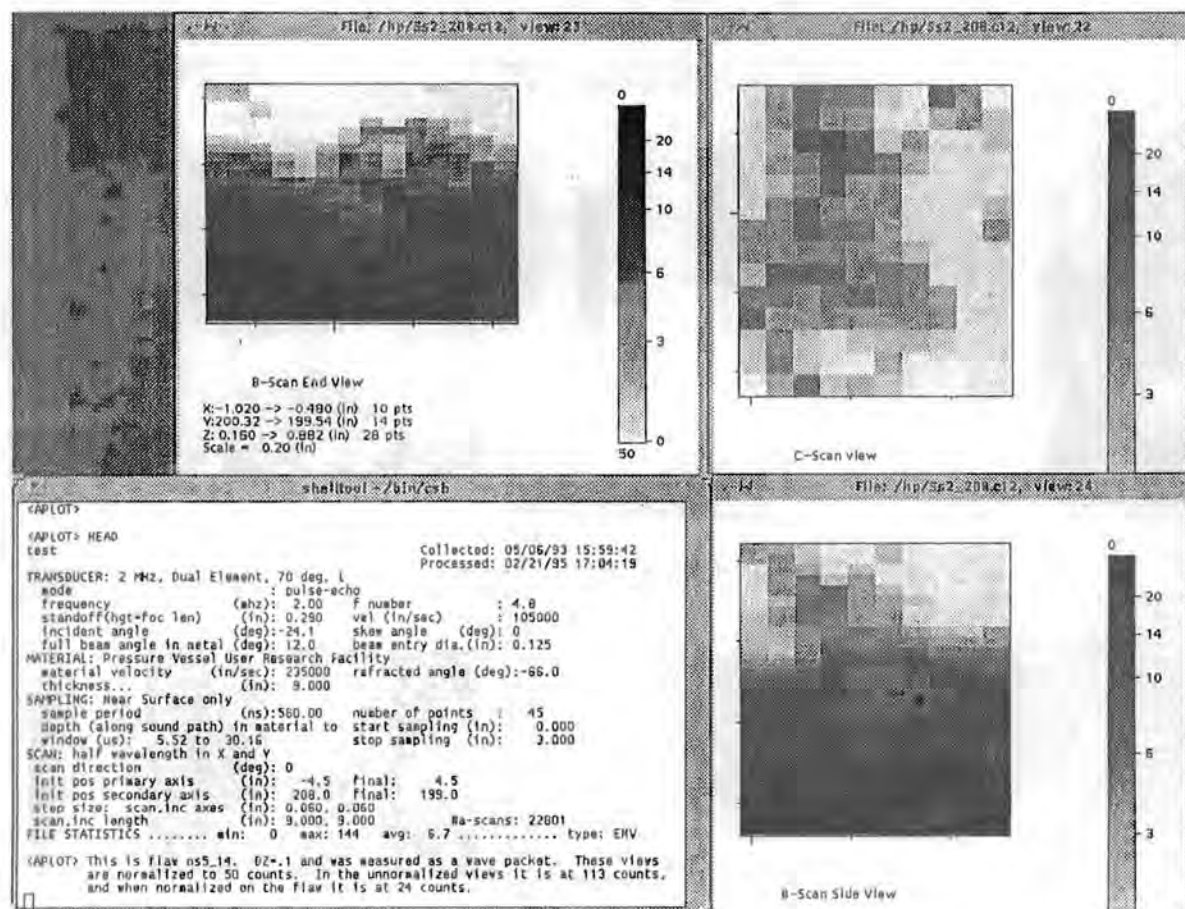 File: /hp/Ss2_208.c12, view:23
0
20
14
10
6
3
0
50
B-Scan End View
X:-1.020 -> -0.480 (in) 10 pts
Y:200.32 -> 199.54 (in) 14 pts
Z: 0.160 -> 0.882 (in) 28 pts
Scale = 0.20 (in)
File: /hp/Ss2_208.c12, view:22
0
20
14
10
6
3
C-Scan view
shelltool -/bin/csh
<APLOT>
<APLOT> HEAD
test Collected: 05/06/93 15:59:42
Processed: 02/21/95 17:04:19
TRANSDUCER: 2 MHz, Dual Element, 70 deg, L
mode : pulse-echo
frequency (mhz): 2.00 f number : 4.8
standoff(hgt=foc len) (in): 0.290 vel (in/sec) : 105000
incident angle (deg):-24.1 skew angle (deg): 0
full beam angle in metal (deg): 12.0 beam entry dia.(in): 0.125
MATERIAL: Pressure Vessel User Research Facility
material velocity (in/sec): 235000 refracted angle (deg):-66.0
thickness... (in): 9.000
SAMPLING: Near Surface only
sample period (ns):560.00 number of points : 45
depth (along sound path) in material to start sampling (in): 0.000
window (us): 5.52 to 30.16 stop sampling (in): 3.000
SCAN: half wavelength in X and Y
scan direction (deg): 0
init pos primary axis (in): -4.5 final: 4.5
init pos secondary axis (in): 208.0 final: 199.0
step size: scan,inc axes (in): 0.060, 0.060
scan,inc length (in): 9.000, 9.000 #a-scans: 22801
FILE STATISTICS ........ min: 0 max: 144 avg: 6.7 ............. type: EHV
<APLOT> This is flaw ns5_14. DZ=.1 and was measured as a wave packet. These views
are normalized to 50 counts. In the unnormalized views it is at 113 counts,
and when normalized on the flaw it is at 24 counts.
File: /hp/Ss2_208.c12, view:24
0
20
14
10
6
3
B-Scan Side View